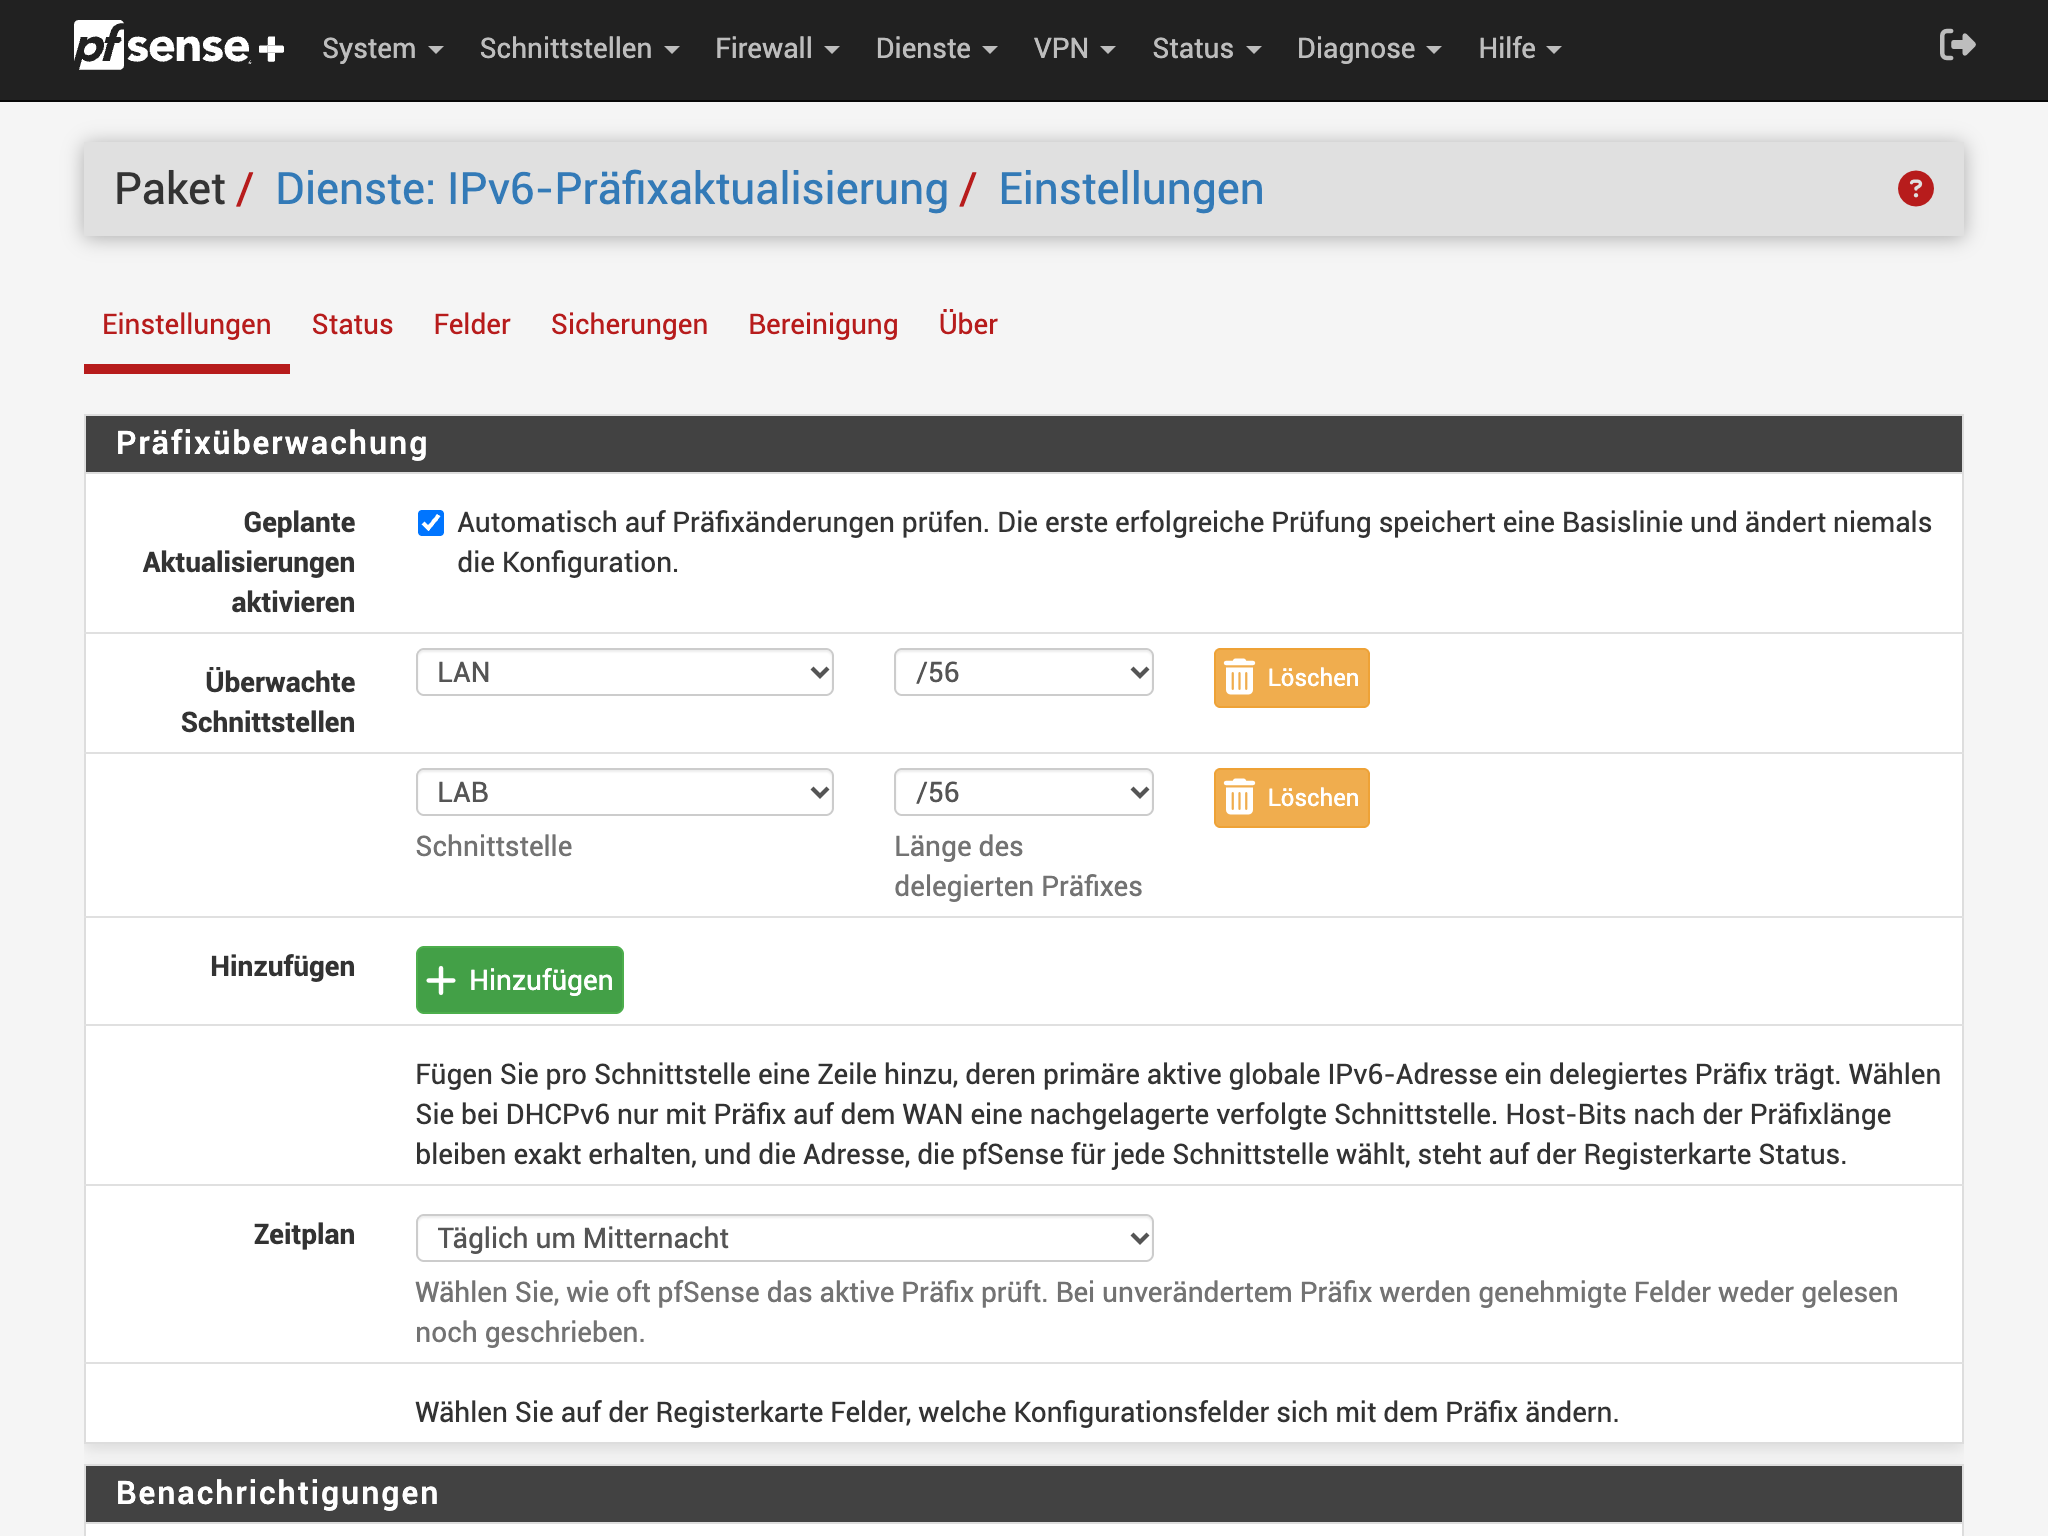 pfsense+ System Schnittstellen Firewall Dienste VPN Status Diagnose Hilfe
Paket / Dienste: IPv6-Präfixaktualisierung / Einstellungen ?
Einstellungen Status Felder Sicherungen Bereinigung Über
Präfixüberwachung
Geplante Aktualisierungen aktivieren
Automatisch auf Präfixänderungen prüfen. Die erste erfolgreiche Prüfung speichert eine Basislinie und ändert niemals
die Konfiguration.
Überwachte Schnittstellen
LAN /56 Löschen
LAB /56 Löschen
Schnittstelle
Länge des
delegierten Präfixes
Hinzufügen
Hinzufügen
Fügen Sie pro Schnittstelle eine Zeile hinzu, deren primäre aktive globale IPv6-Adresse ein delegiertes Präfix trägt. Wählen
Sie bei DHCPv6 nur mit Präfix auf dem WAN eine nachgelagerte verfolgte Schnittstelle. Host-Bits nach der Präfixlänge
bleiben exakt erhalten, und die Adresse, die pfSense für jede Schnittstelle wählt, steht auf der Registerkarte Status.
Zeitplan
Täglich um Mitternacht
Wählen Sie, wie oft pfSense das aktive Präfix prüft. Bei unverändertem Präfix werden genehmigte Felder weder gelesen
noch geschrieben.
Wählen Sie auf der Registerkarte Felder, welche Konfigurationsfelder sich mit dem Präfix ändern.
Benachrichtigungen